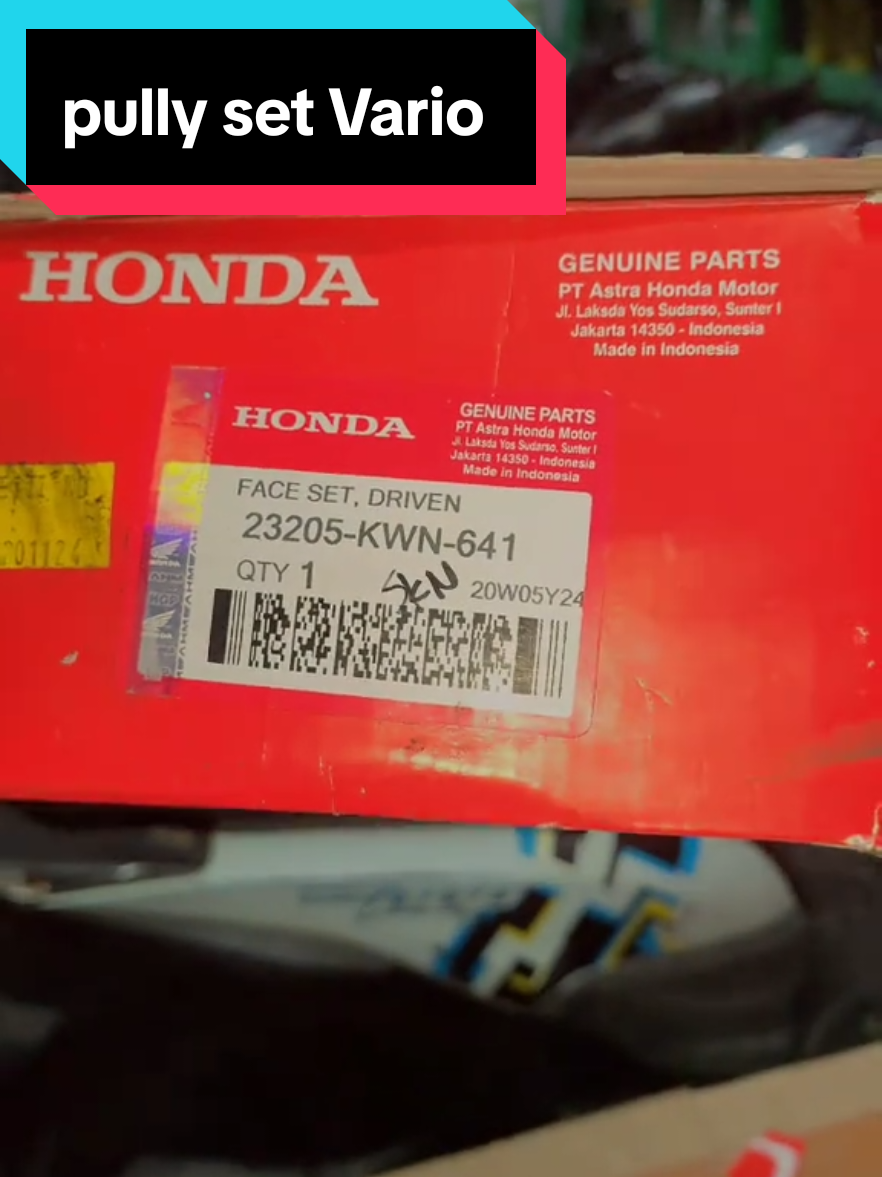 pully set Vario
HONDA
GENUINE PARTS
PT Astra Honda Motor
Jl. Laksda Yos Sudarso, Sunter I
Jakarta 14350 - Indonesia
Made in Indonesia
HONDA
GENUINE PARTS
PT Astra Honda Motor
Jl. Laksda Yos Sudarso, Sunter I
Jakarta 14350 - Indonesia
Made in Indonesia
FACE SET, DRIVEN
23205-KWN-641
QTY 1
20W05Y24
201124
HONDA